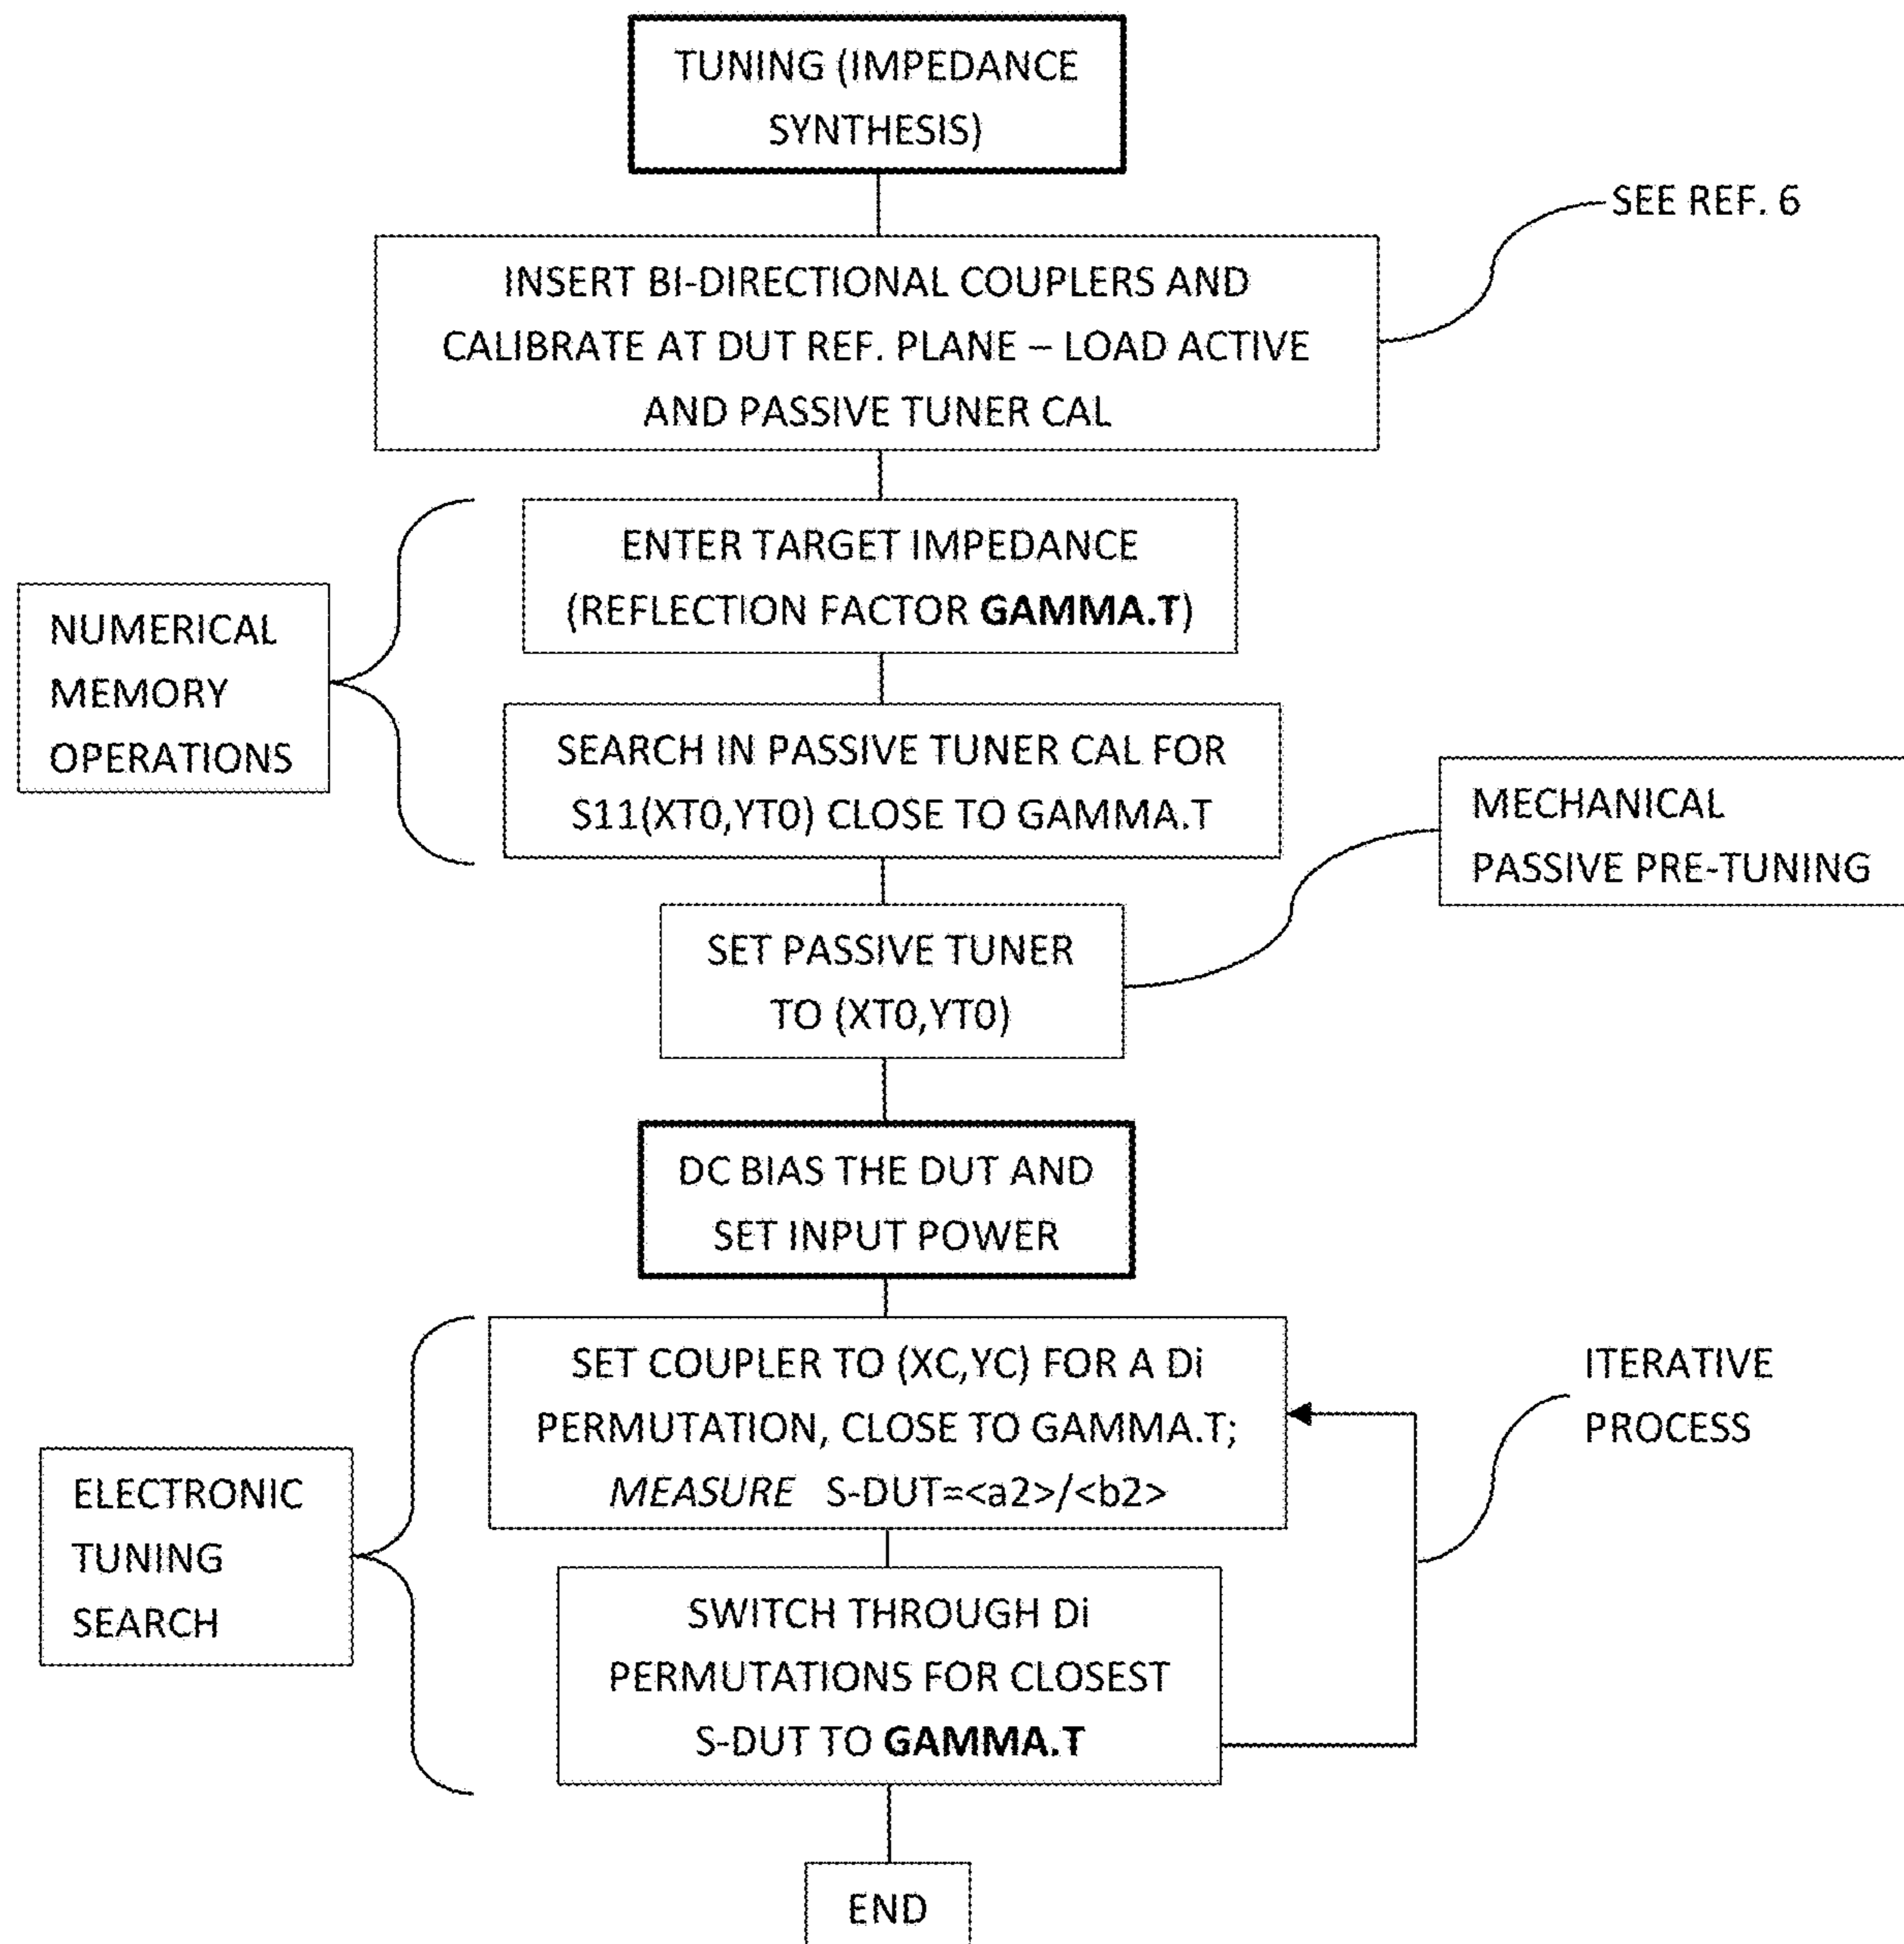 TUNING (IMPEDANCE
SYNTHESIS)
SEE REF. 6
INSERT BI-DIRECTIONAL COUPLERS AND
CALIBRATE AT DUT REF. PLANE – LOAD ACTIVE
AND PASSIVE TUNER CAL
ENTER TARGET IMPEDANCE
(REFLECTION FACTOR GAMMA.T)
NUMERICAL
MEMORY
OPERATIONS
SEARCH IN PASSIVE TUNER CAL FOR
S11(XT0,YT0) CLOSE TO GAMMA.T
MECHANICAL
PASSIVE PRE-TUNING
SET PASSIVE TUNER
TO (XT0,YT0)
DC BIAS THE DUT AND
SET INPUT POWER
SET COUPLER TO (XC,YC) FOR A Di
PERMUTATION, CLOSE TO GAMMA.T;
MEASURE S-DUT=<a2>/<b2>
ITERATIVE
PROCESS
ELECTRONIC
TUNING
SEARCH
SWITCH THROUGH Di
PERMUTATIONS FOR CLOSEST
S-DUT TO GAMMA.T
END